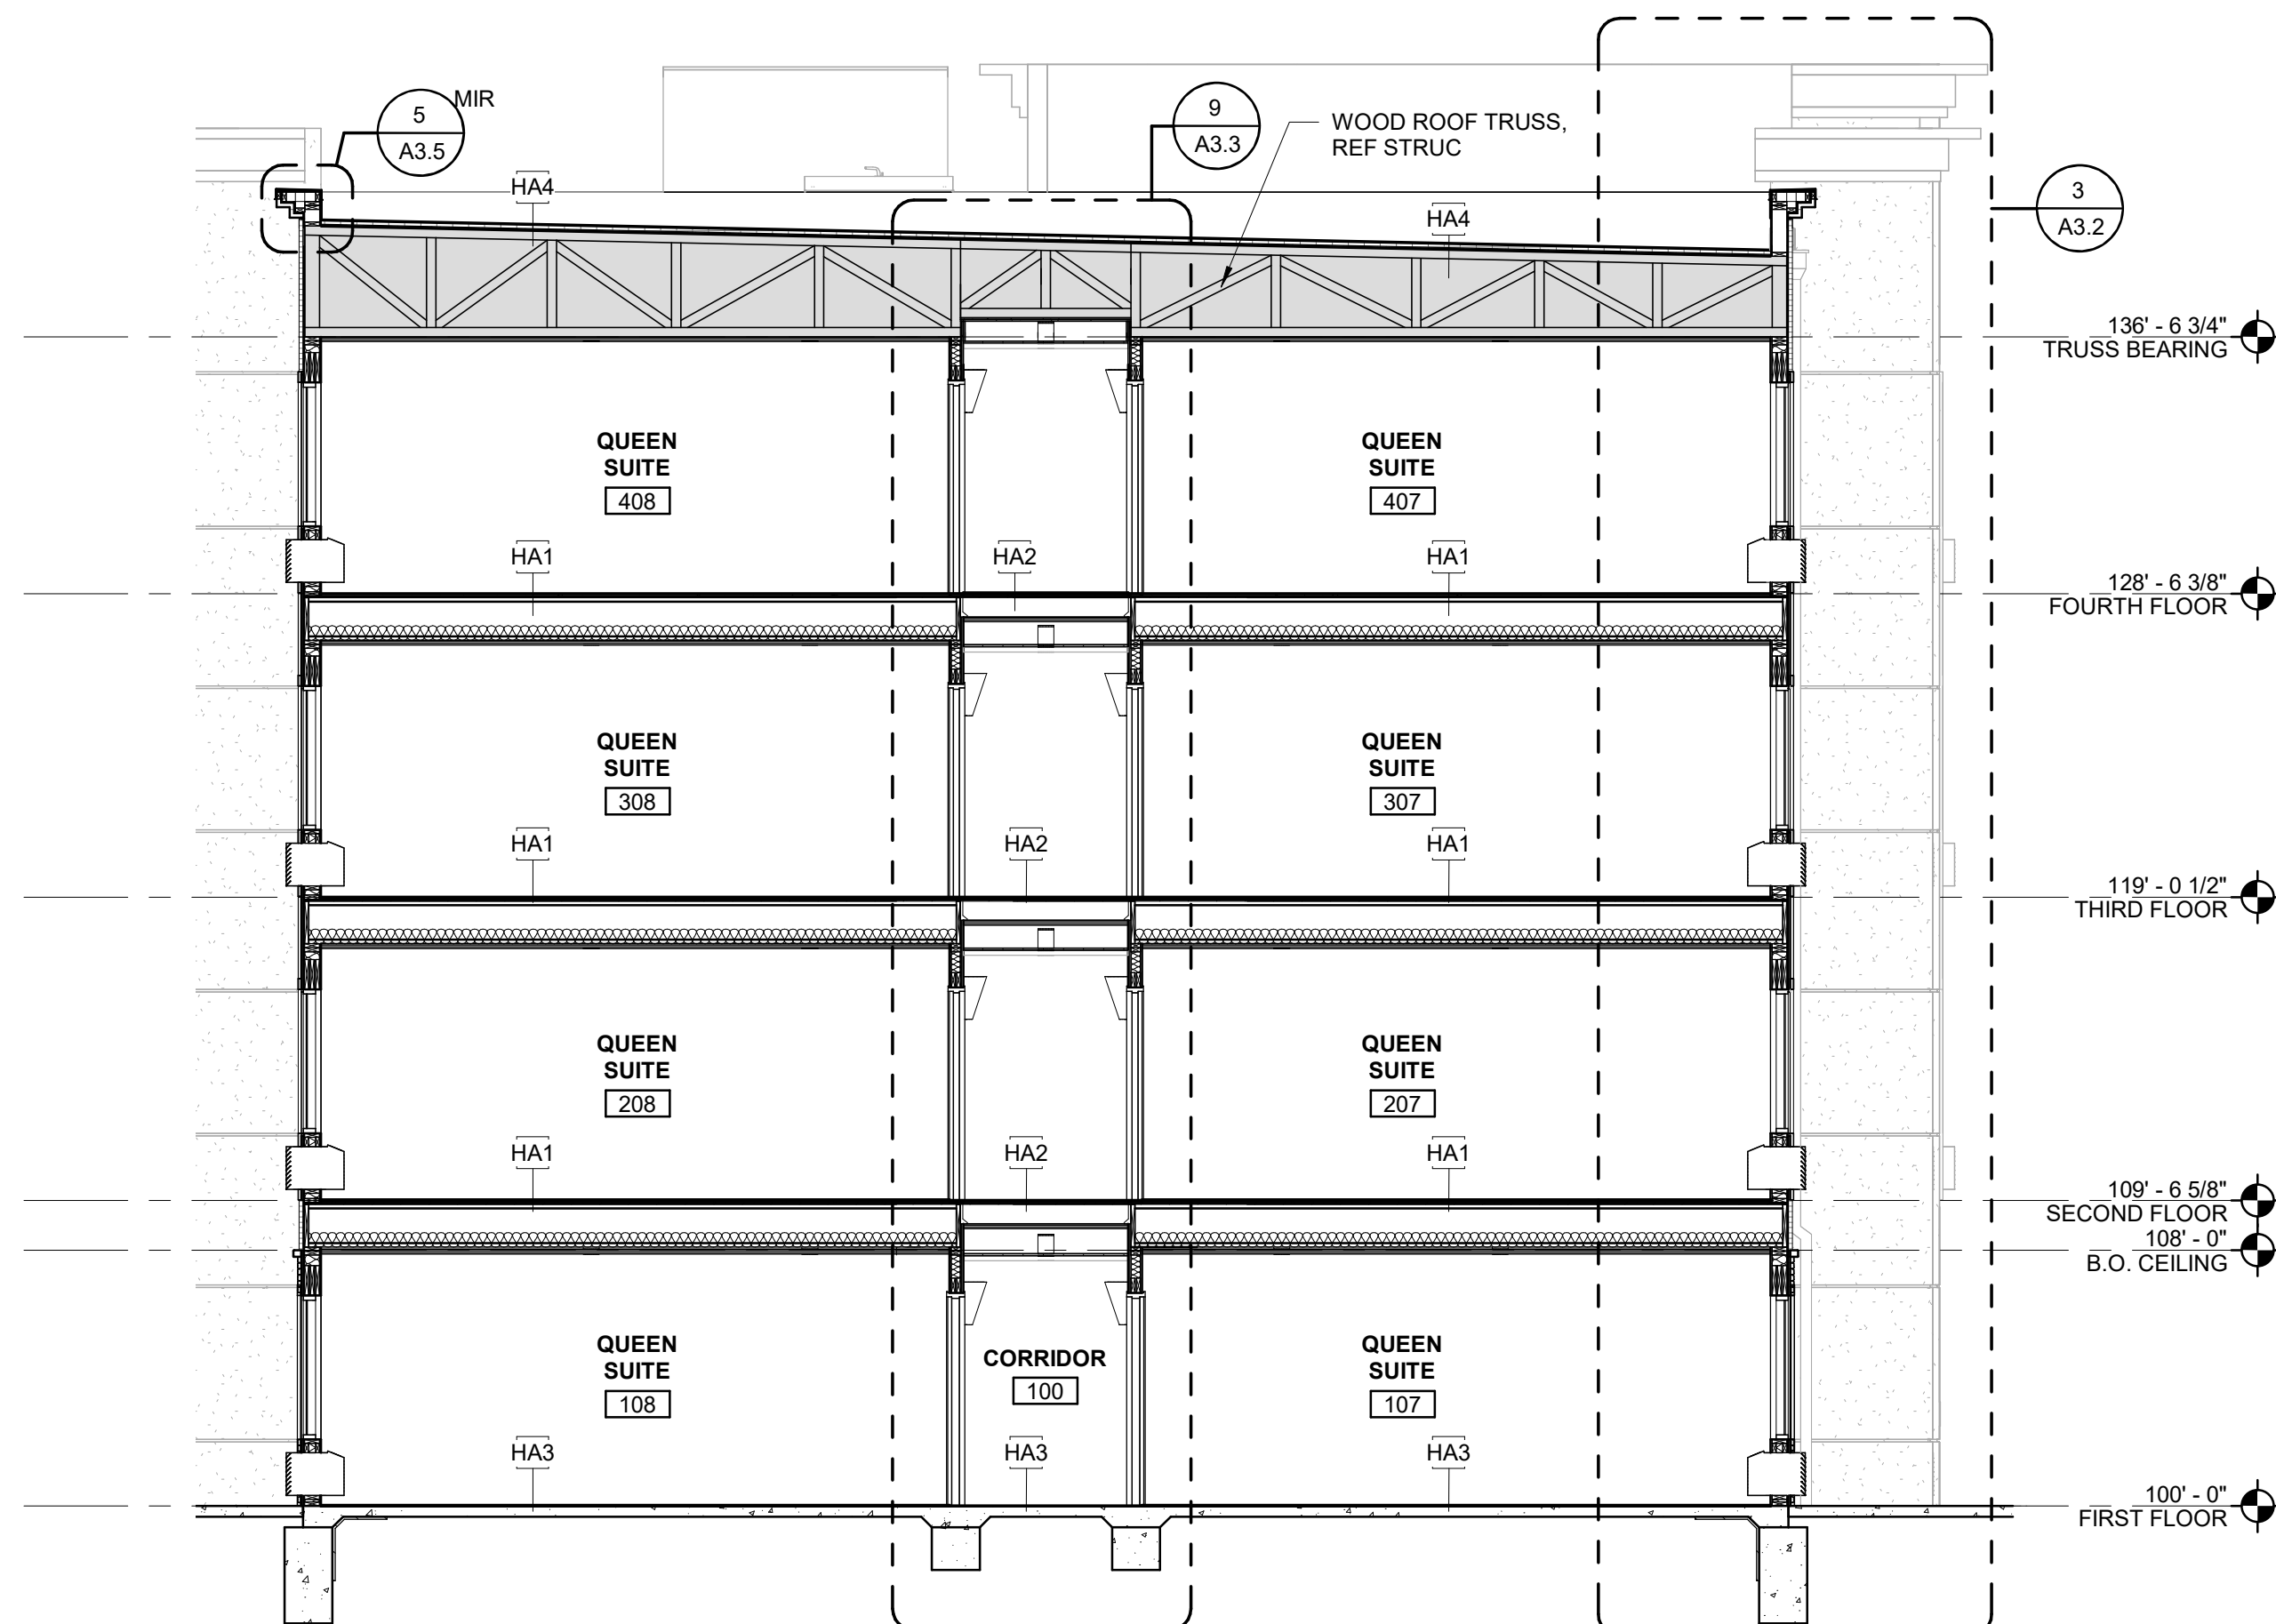 5
MIR
A3.5
9
A3.3
WOOD ROOF TRUSS,
REF STRUC
HA4
HA4
3
A3.2
136' - 6 3/4"
TRUSS BEARING
QUEEN
SUITE
408
QUEEN
SUITE
407
HA1
HA2
HA1
128' - 6 3/8"
FOURTH FLOOR
QUEEN
SUITE
308
QUEEN
SUITE
307
HA1
HA2
HA1
119' - 0 1/2"
THIRD FLOOR
QUEEN
SUITE
208
QUEEN
SUITE
207
HA1
HA2
HA1
109' - 6 5/8"
SECOND FLOOR
108' - 0"
B.O. CEILING
QUEEN
SUITE
108
CORRIDOR
100
QUEEN
SUITE
107
HA3
HA3
HA3
100' - 0"
FIRST FLOOR